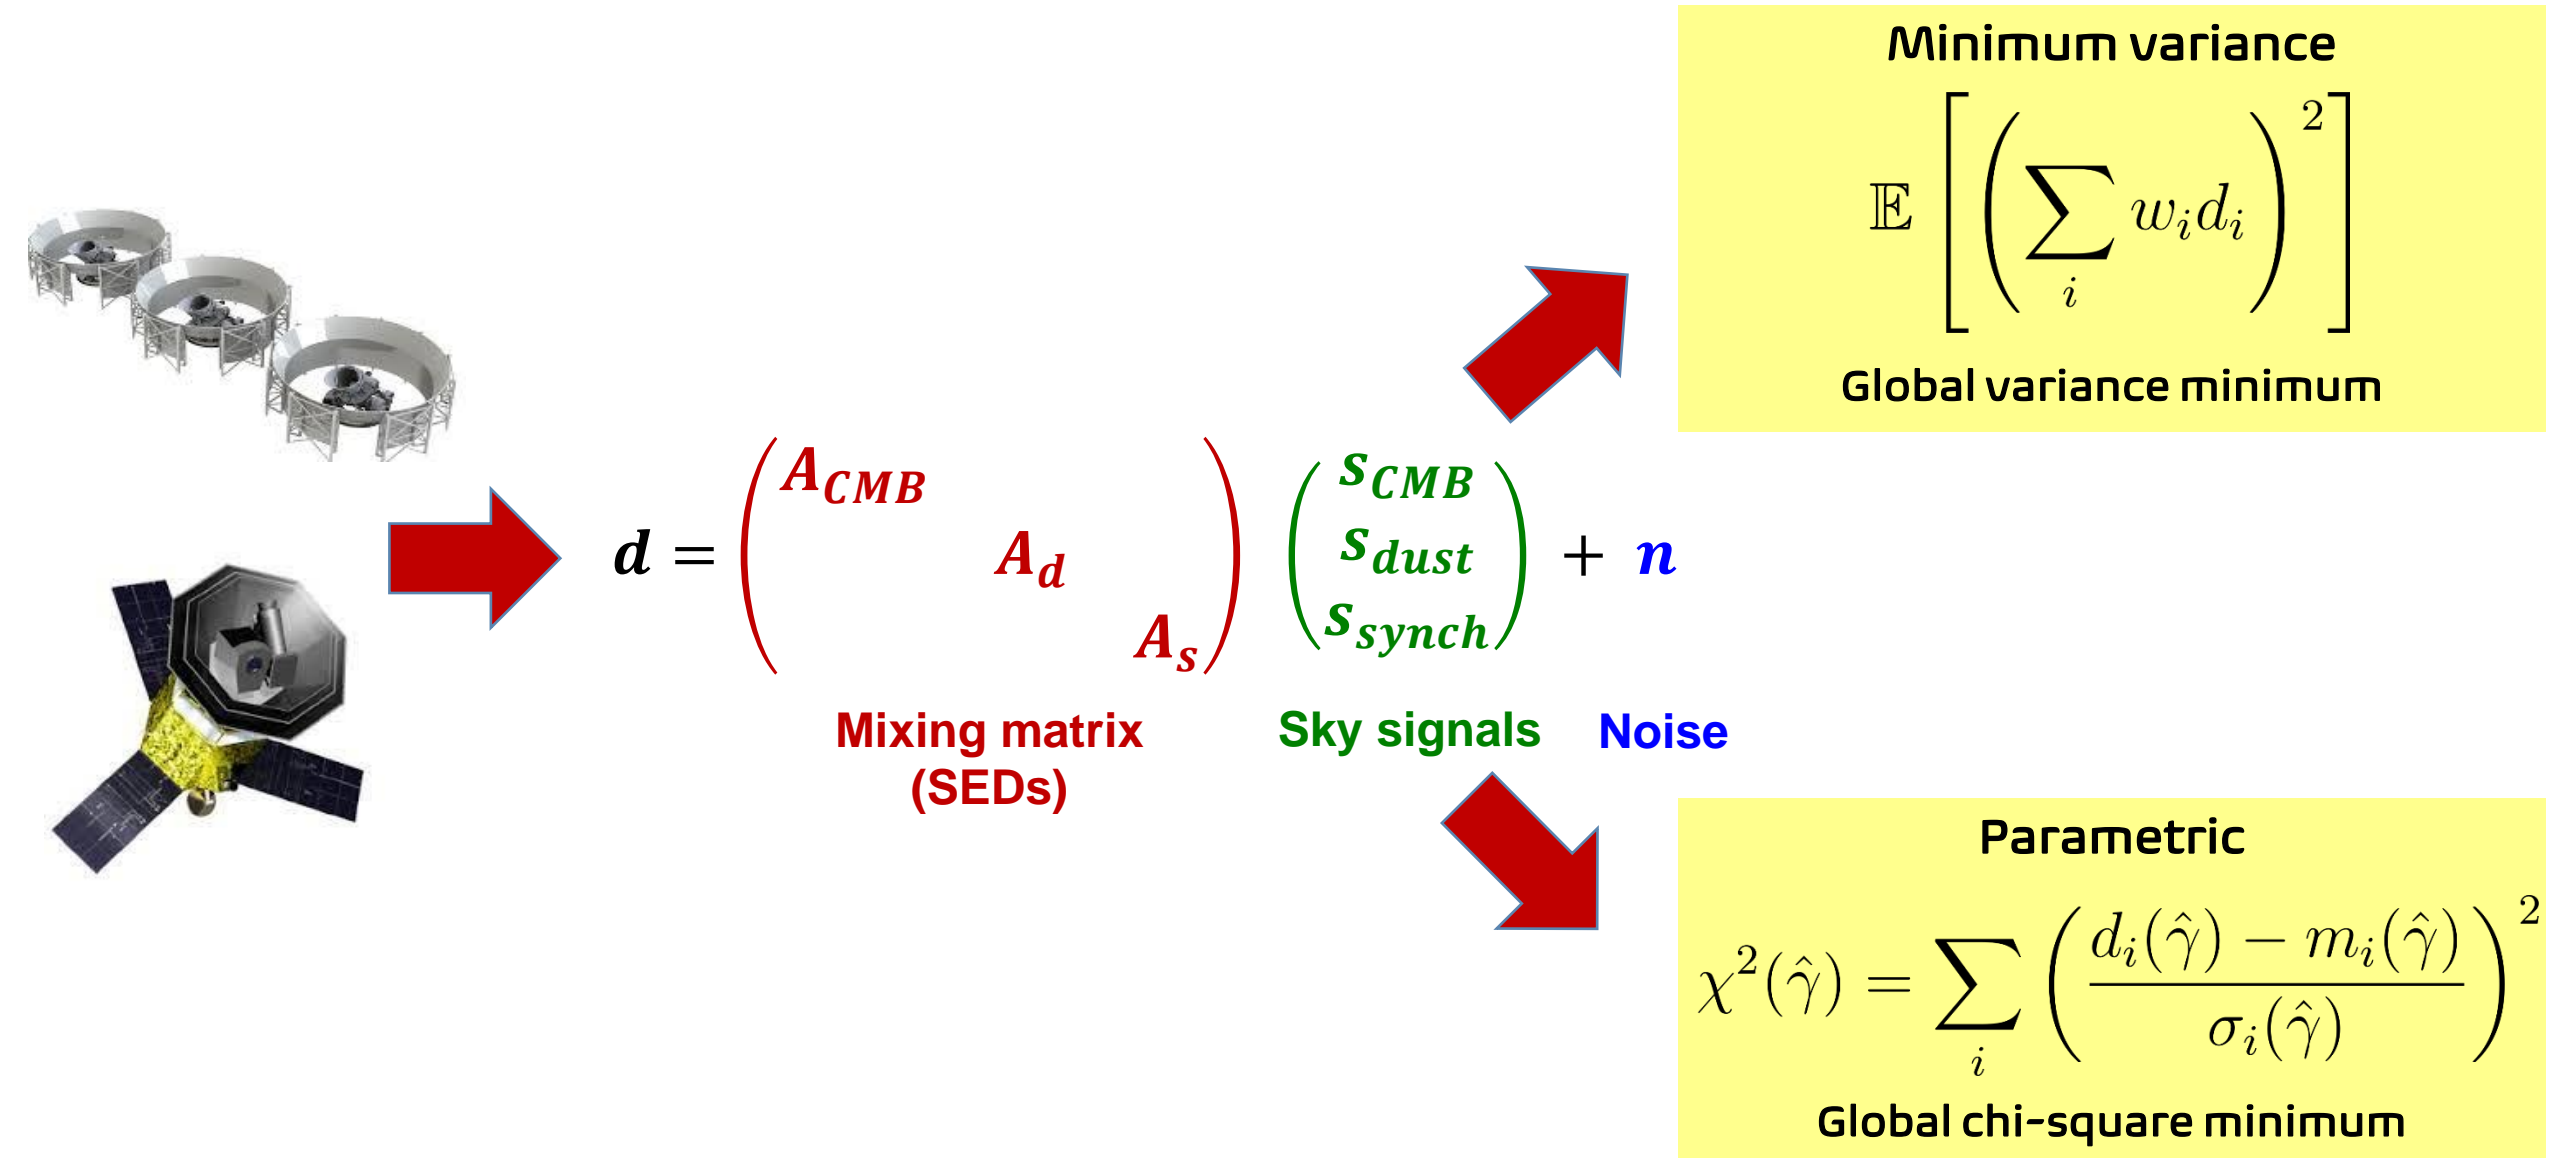 Minimum variance
𝔼 [ ( ∑_i w_i d_i )^2 ]
Global variance minimum
d = ( A_CMB A_d A_s ) ( s_CMB s_dust s_synch ) + n
Mixing matrix
(SEDs)
Sky signals
Noise
Parametric
χ^2(γ̂) = ∑_i ( (d_i(γ̂) − m_i(γ̂)) / σ_i(γ̂) )^2
Global chi-square minimum